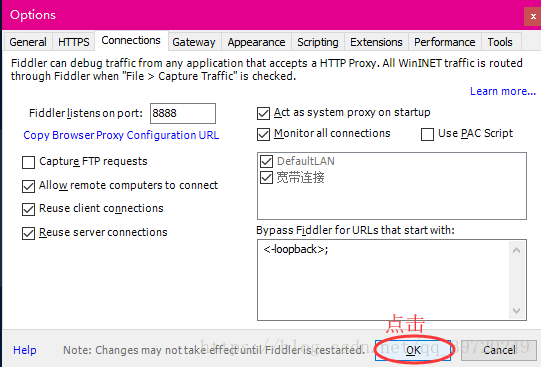 Options
General HTTPS Connections Gateway Appearance Scripting Extensions Performance Tools
Fiddler can debug traffic from any application that accepts a HTTP Proxy. All WinINET traffic is routed
through Fiddler when "File > Capture Traffic" is checked.
Learn more...
Fiddler listens on port: 8888
Copy Browser Proxy Configuration URL
Capture FTP requests
Allow remote computers to connect
Reuse client connections
Reuse server connections
Act as system proxy on startup
Monitor all connections
Use PAC Script
DefaultLAN
宽带连接
Bypass Fiddler for URLs that start with:
<-loopback>;
点击
Help
Note: Changes may not take effect until Fiddler is restarted.
OK
Cancel